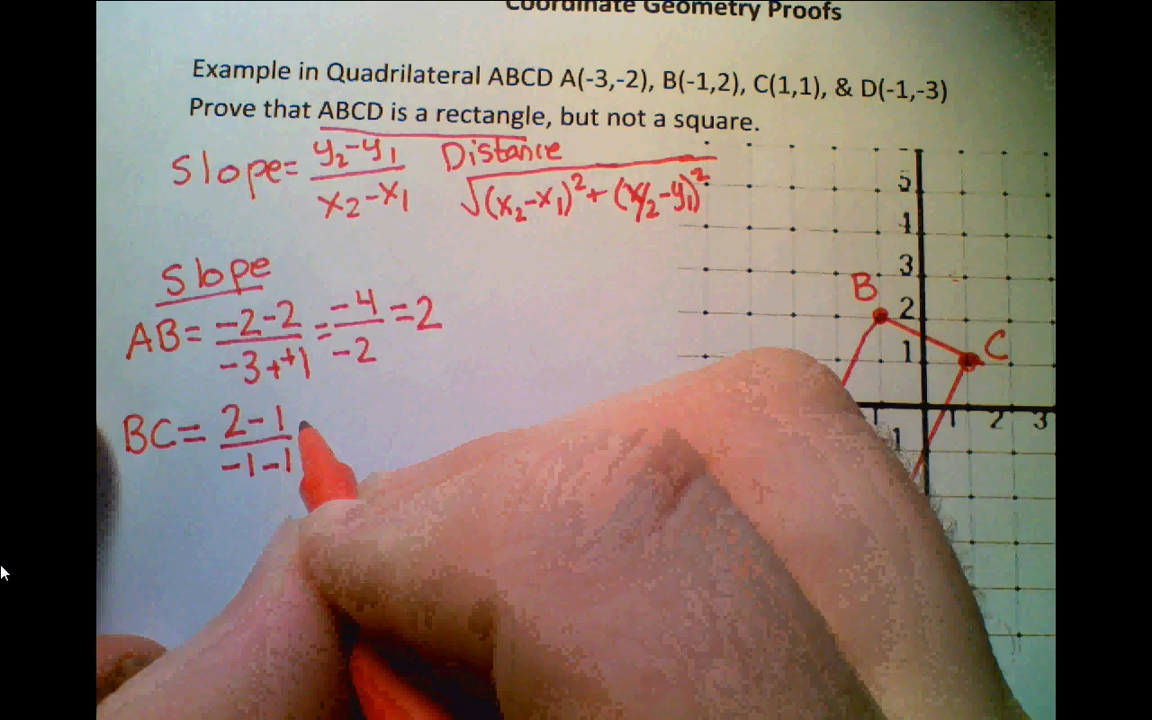 Coordinate Geometry Proofs
Example in Quadrilateral ABCD A(-3,-2), B(-1,2), C(1,1), & D(-1,-3)
Prove that ABCD is a rectangle, but not a square.
Slope= y₂-y₁ / x₂-x₁ Distance √(x₂-x₁)²+(y₂-y₁)²
Slope
AB= -2-2 / -3++1 = -4 / -2 =2
BC= 2-1 / -1-1
5
4
3
B
2
C
1
1 2 3
1